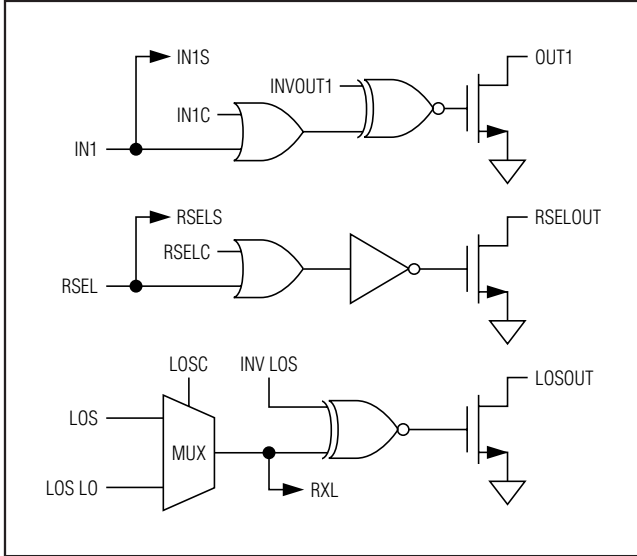 IN1S
OUT1
INVOUT1
IN1C
IN1
RSELS
RSELOUT
RSELC
RSEL
LOSC
INV LOS
LOSOUT
LOS
MUX
LOS LO
RXL